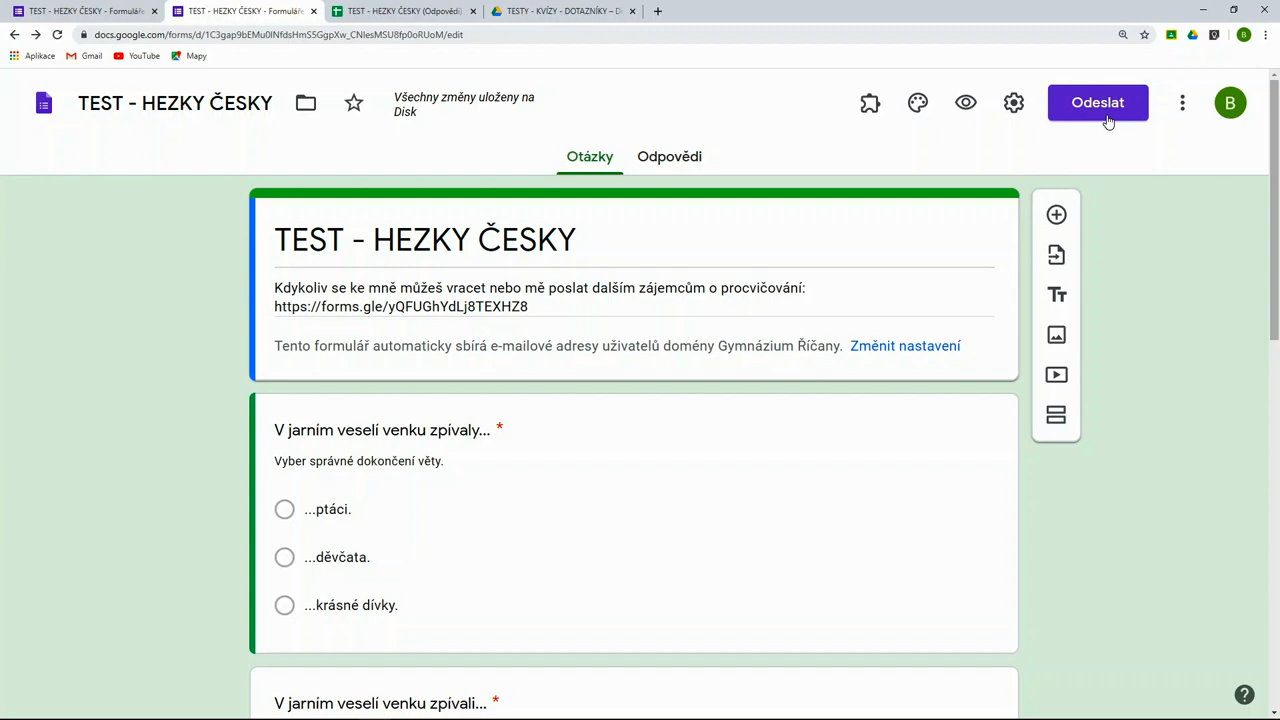 TEST - HEZKY ČESKY - Formulář
TEST - HEZKY ČESKY - Formulář
TEST - HEZKY ČESKY (Odpovědi)
TESTY - KVÍZY - DOTAZNÍKY – D
docs.google.com/forms/d/1C3gap9bEMu0lNfdsHmS5GgpXw_CNlesMSU8fp0oRUoM/edit
B
Aplikace
Gmail
YouTube
Mapy
TEST - HEZKY ČESKY
Všechny změny uloženy na
Disk
Odeslat
B
Otázky
Odpovědi
TEST - HEZKY ČESKY
Kdykoliv se ke mně můžeš vracet nebo mě poslat dalším zájemcům o procvičování:
https://forms.gle/yQFUGhYdLj8TEXHZ8
Tento formulář automaticky sbírá e-mailové adresy uživatelů domény Gymnázium Říčany. Změnit nastavení
V jarním veselí venku zpívaly... *
Vyber správné dokončení věty.
...ptáci.
...děvčata.
...krásné dívky.
V jarním veselí venku zpívali... *